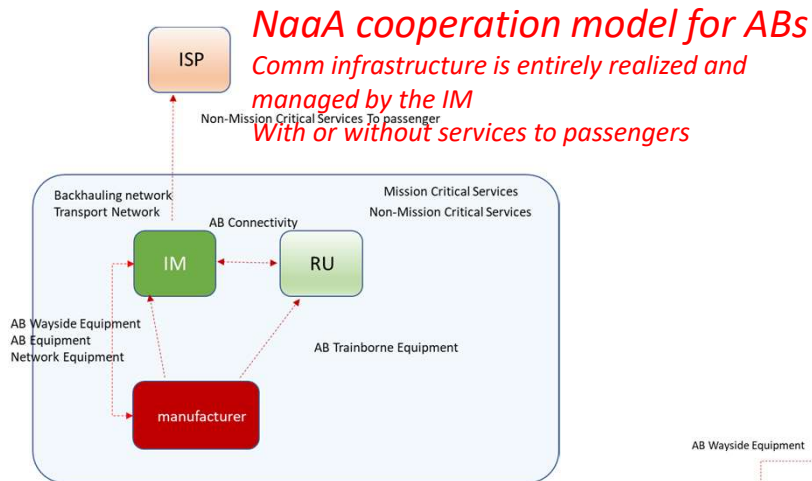 NaaA cooperation model for ABs
Comm infrastructure is entirely realized and
managed by the IM
With or without services to passengers
ISP
Non-Mission Critical Services To passenger
Backhauling network
Transport Network
Mission Critical Services
Non-Mission Critical Services
AB Connectivity
IM
RU
AB Wayside Equipment
AB Equipment
Network Equipment
AB Trainborne Equipment
manufacturer
AB Wayside Equipment